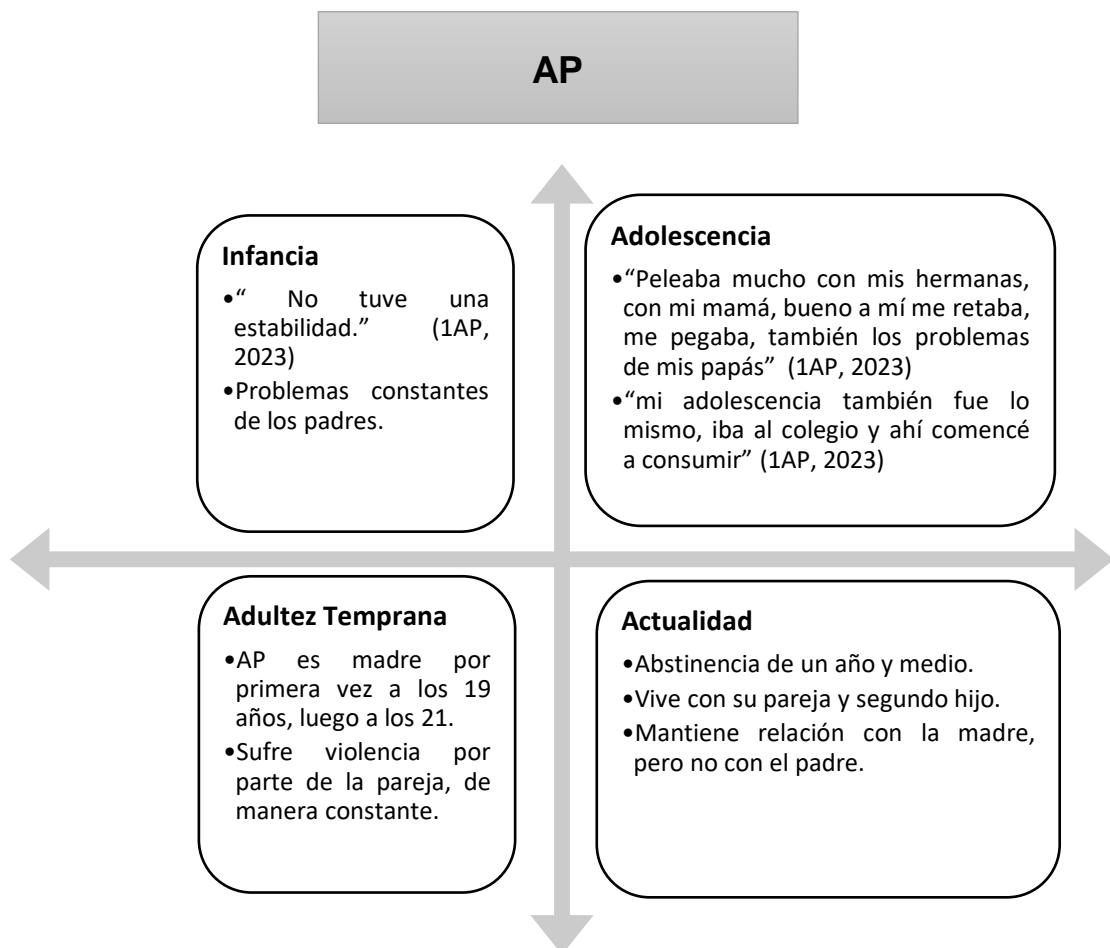 AP
Infancia
•“ No tuve una
estabilidad.” (1AP,
2023)
•Problemas constantes
de los padres.
Adolescencia
•“Peleaba mucho con mis hermanas,
con mi mamá, bueno a mí me retaba,
me pegaba, también los problemas
de mis papás” (1AP, 2023)
•“mi adolescencia también fue lo
mismo, iba al colegio y ahí comencé
a consumir” (1AP, 2023)
Adultez Temprana
•AP es madre por
primera vez a los 19
años, luego a los 21.
•Sufre violencia por
parte de la pareja, de
manera constante.
Actualidad
•Abstinencia de un año y medio.
•Vive con su pareja y segundo hijo.
•Mantiene relación con la madre,
pero no con el padre.